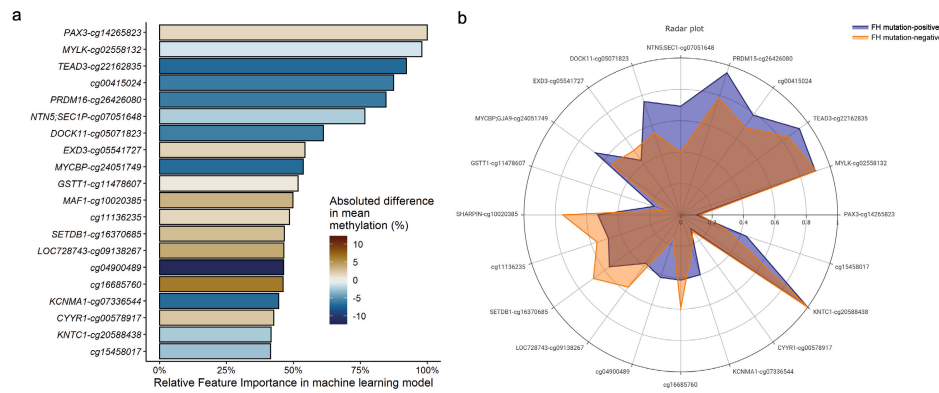 a
PAX3-cg14265823
MYLK-cg02558132
TEAD3-cg22162835
cg00415024
PRDM16-cg26426080
NTN5;SEC1P-cg07051648
DOCK11-cg05071823
EXD3-cg05541727
MYCBP-cg24051749
GSTT1-cg11478607
MAF1-cg10020385
cg11136235
SETDB1-cg16370685
LOC728743-cg09138267
cg04900489
cg16685760
KCNMA1-cg07336544
CYYR1-cg00578917
KNTC1-cg20588438
cg15458017
0% 25% 50% 75% 100%
Relative Feature Importance in machine learning model
Absoluted difference
in mean
methylation (%)
10
5
0
-5
-10
b
Radar plot
FH mutation-positive
FH mutation-negative
NTN5;SEC1-cg07051648
PRDM15-cg26426080
cg00415024
TEAD3-cg22162835
MYLK-cg02558132
PAX3-cg14265823
cg15458017
KNTC1-cg20588438
CYYR1-cg00578917
KCNMA1-cg07336544
cg16685760
cg04900489
LOC728743-cg09138267
SETDB1-cg16370685
cg11136235
SHARPIN-cg10020385
GSTT1-cg11478607
MYCBP;GJA9-cg24051749
EXD3-cg05541727
DOCK11-cg05071823
0 0.2 0.4 0.6 0.8 1